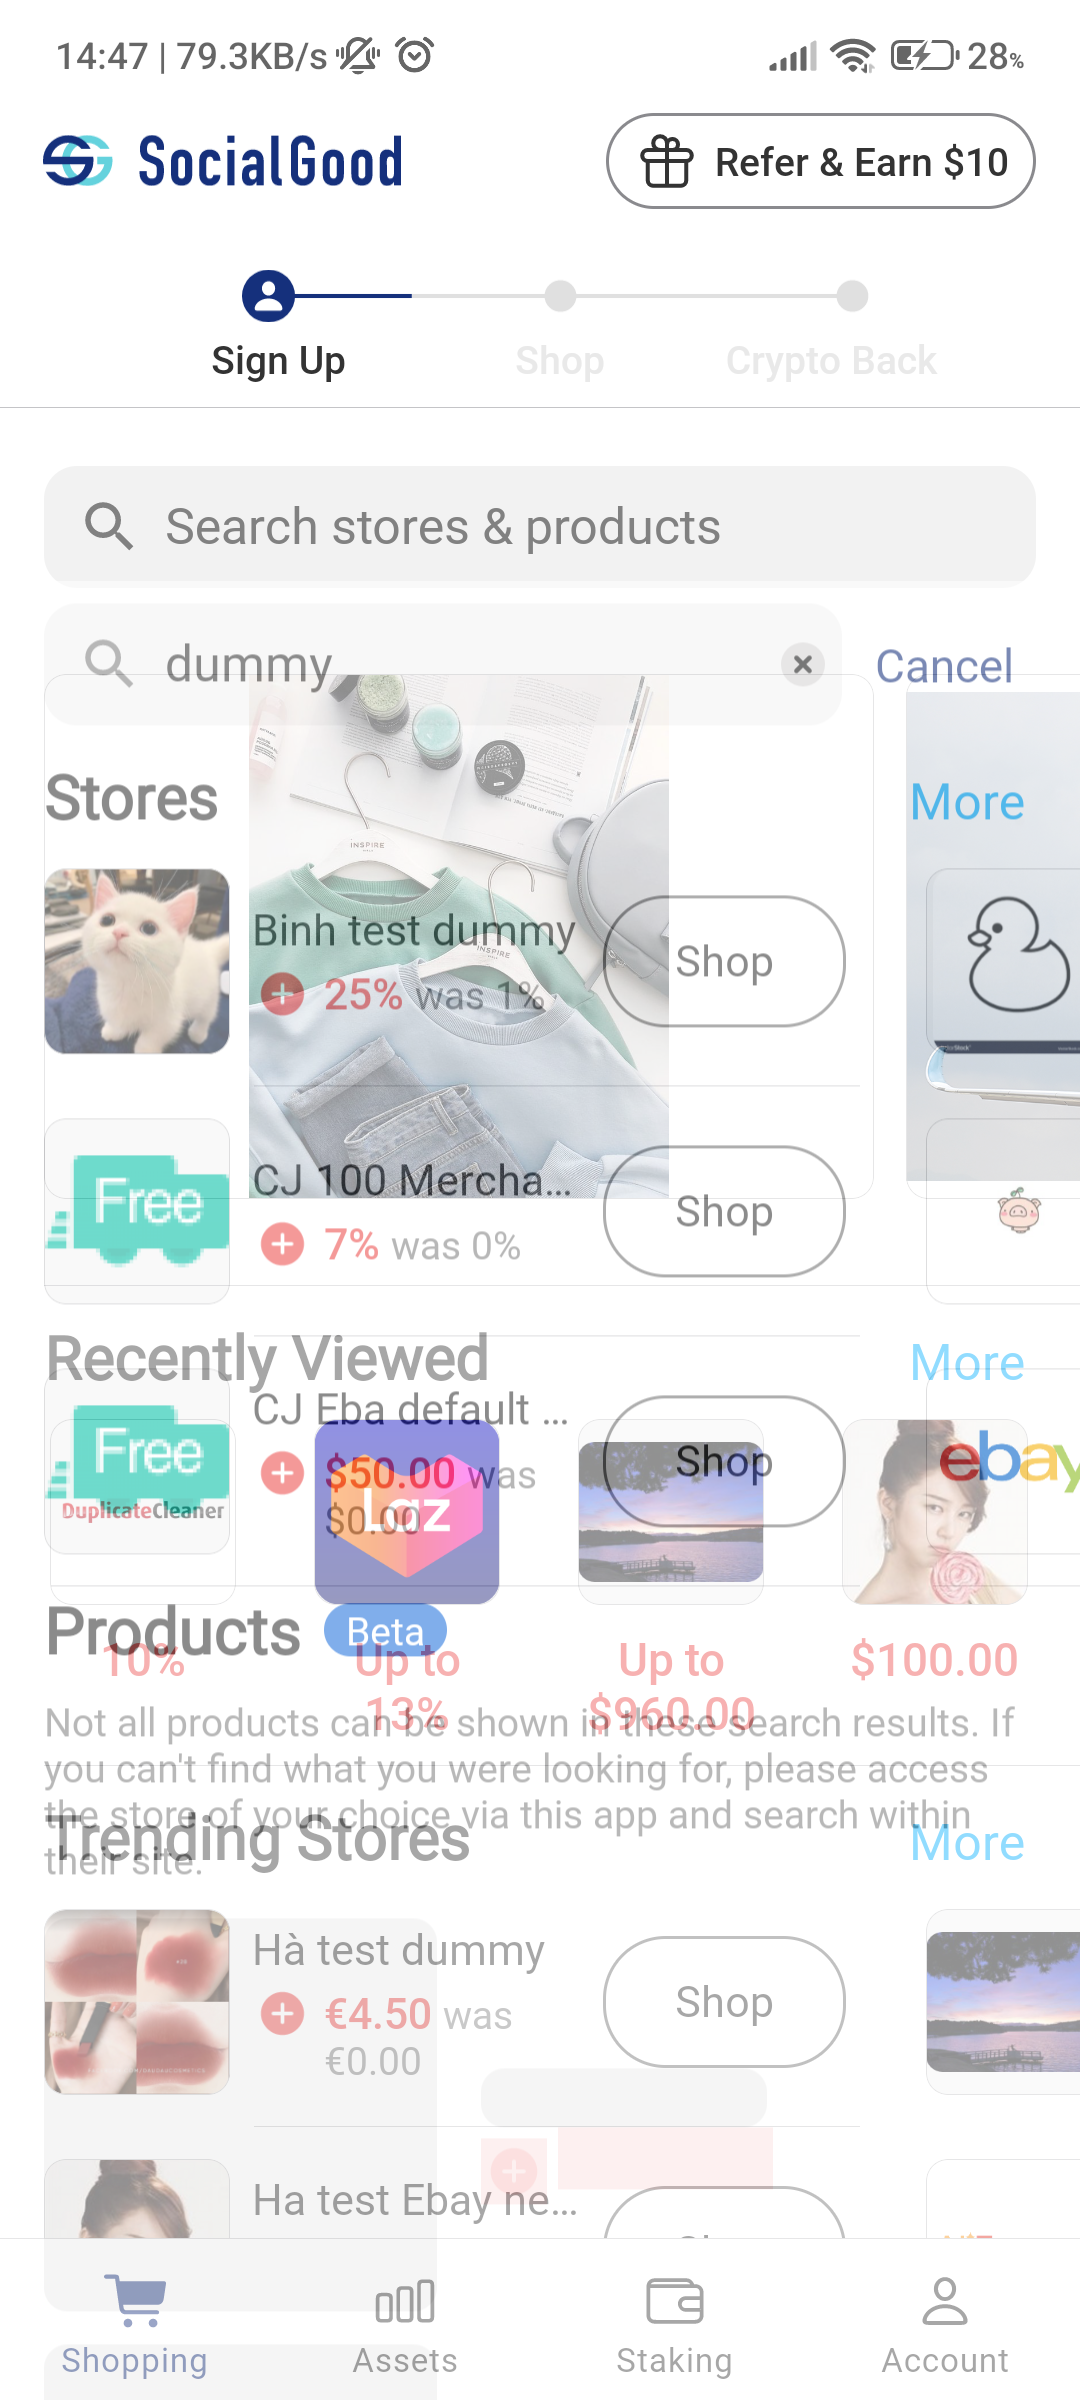 14:47 | 79.3KB/s
28%
SocialGood
Refer & Earn $10
Sign Up
Shop
Crypto Back
Search stores & products
dummy
Cancel
Stores
More
INSPIRE
Binh test dummy
25% was 1%
Shop
INSPIRE
Free
CJ 100 Mercha...
7% was 0%
Shop
Recently Viewed
More
Free
DuplicateCleaner
CJ Eba default ...
$50.00 was
$0.00
Laz
Shop
ebay
Products
Beta
10%
Up to
13%
Up to
$960.00
$100.00
Not all products can be shown in these search results. If
you can't find what you were looking for, please access
the store of your choice via this app and search within
their site.
Trending Stores
More
Hà test dummy
€4.50 was
€0.00
Shop
Ha test Ebay ne...
Shopping
Assets
Staking
Account